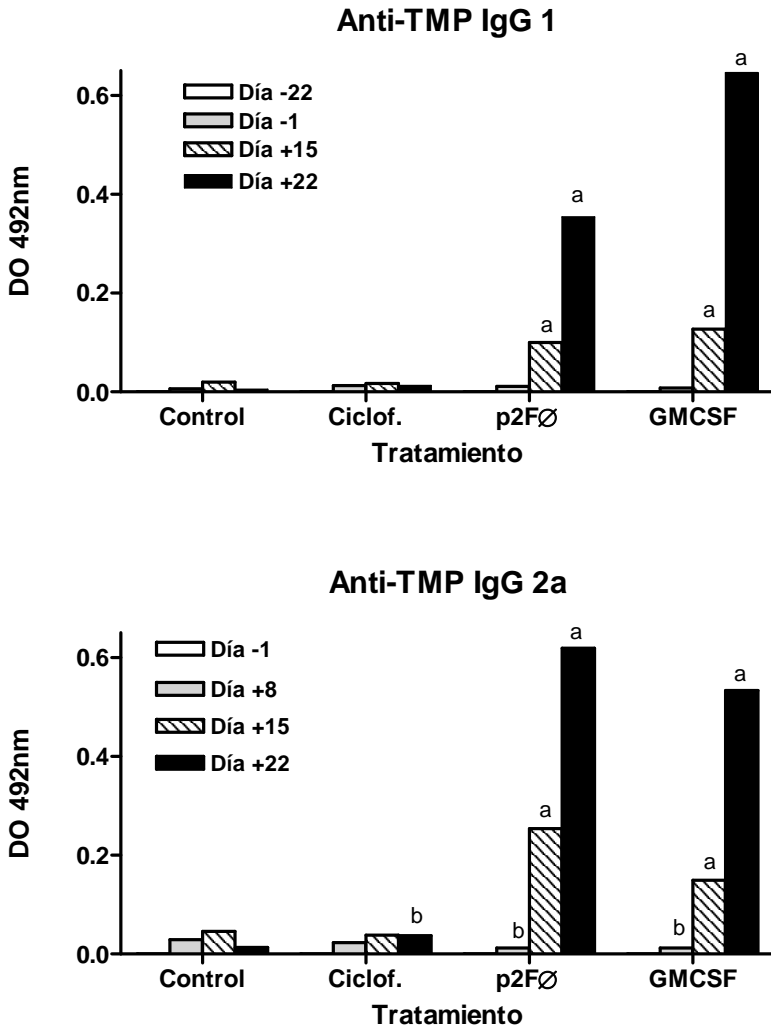 Anti-TMP IgG 1
a
0.6
Día -22
Día -1
Día +15
Día +22
a
0.4
DO 492nm
0.2
a
a
0.0
Control Ciclof. p2F∅ GMCSF
Tratamiento
Anti-TMP IgG 2a
a
0.6
Día -1
a
Día +8
Día +15
Día +22
0.4
DO 492nm
0.2
a
a
b
b
b
0.0
Control Ciclof. p2F∅ GMCSF
Tratamiento